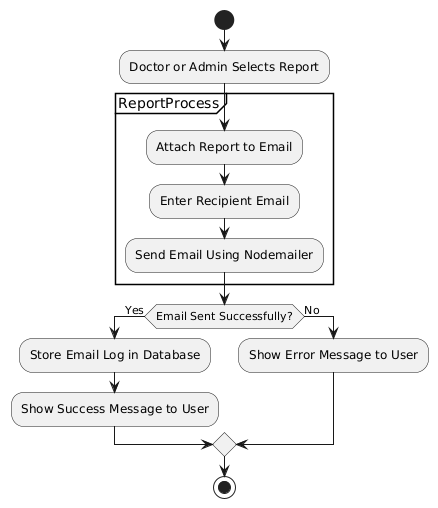 Doctor or Admin Selects Report
ReportProcess
Attach Report to Email
Enter Recipient Email
Send Email Using Nodemailer
Email Sent Successfully?
Yes
No
Store Email Log in Database
Show Error Message to User
Show Success Message to User